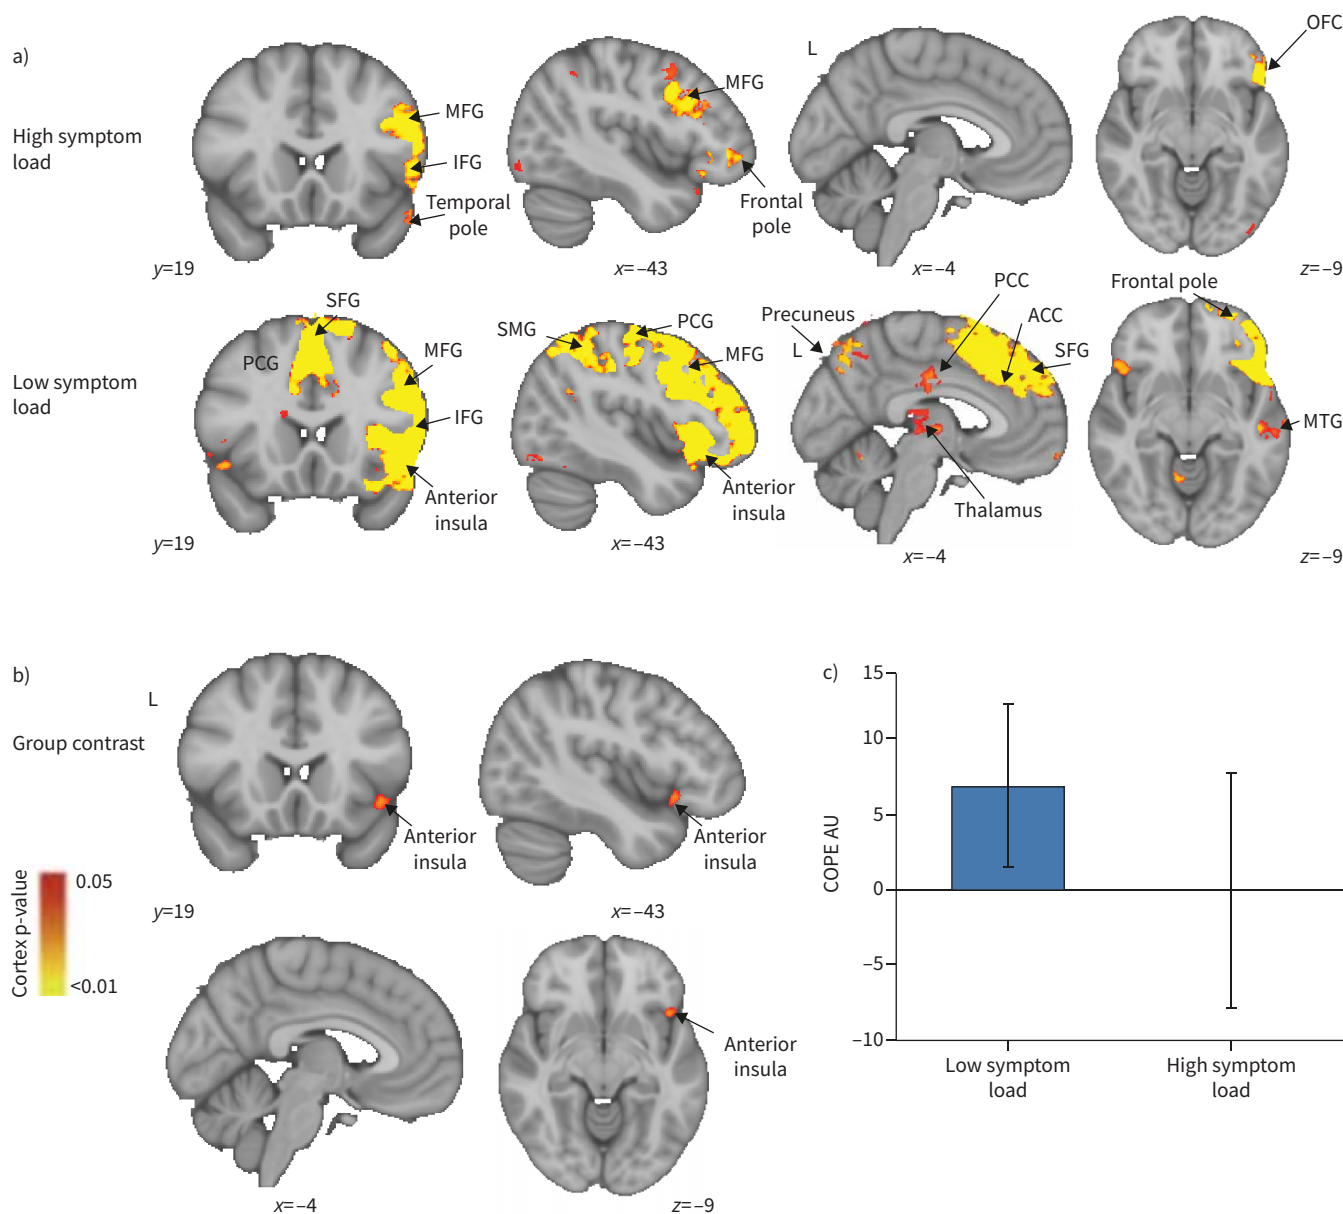 a)
High symptom
load
MFG
IFG
Temporal
pole
y=19
MFG
Frontal
pole
x=–43
L
x=–4
OFC
z=–9
Low symptom
load
SFG
PCG
MFG
IFG
Anterior
insula
y=19
SMG
PCG
MFG
Anterior
insula
x=–43
Precuneus
L
PCC
ACC
SFG
Thalamus
x=–4
Frontal pole
MTG
z=–9
b)
L
Group contrast
Anterior
insula
y=19
Anterior
insula
x=–43
Cortex p-value
0.05
<0.01
x=–4
Anterior
insula
z=–9
c)
COPE AU
15
10
5
0
–5
–10
Low symptom
load
High symptom
load